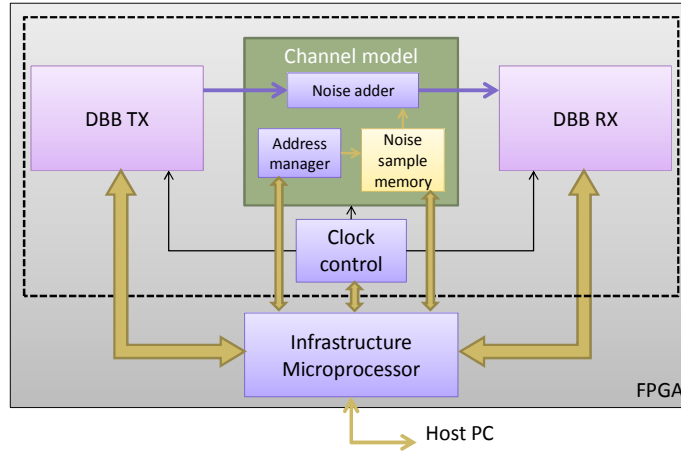 Channel model
Noise adder
DBB TX
DBB RX
Address
manager
Noise
sample
memory
Clock
control
Infrastructure
Microprocessor
FPGA
Host PC